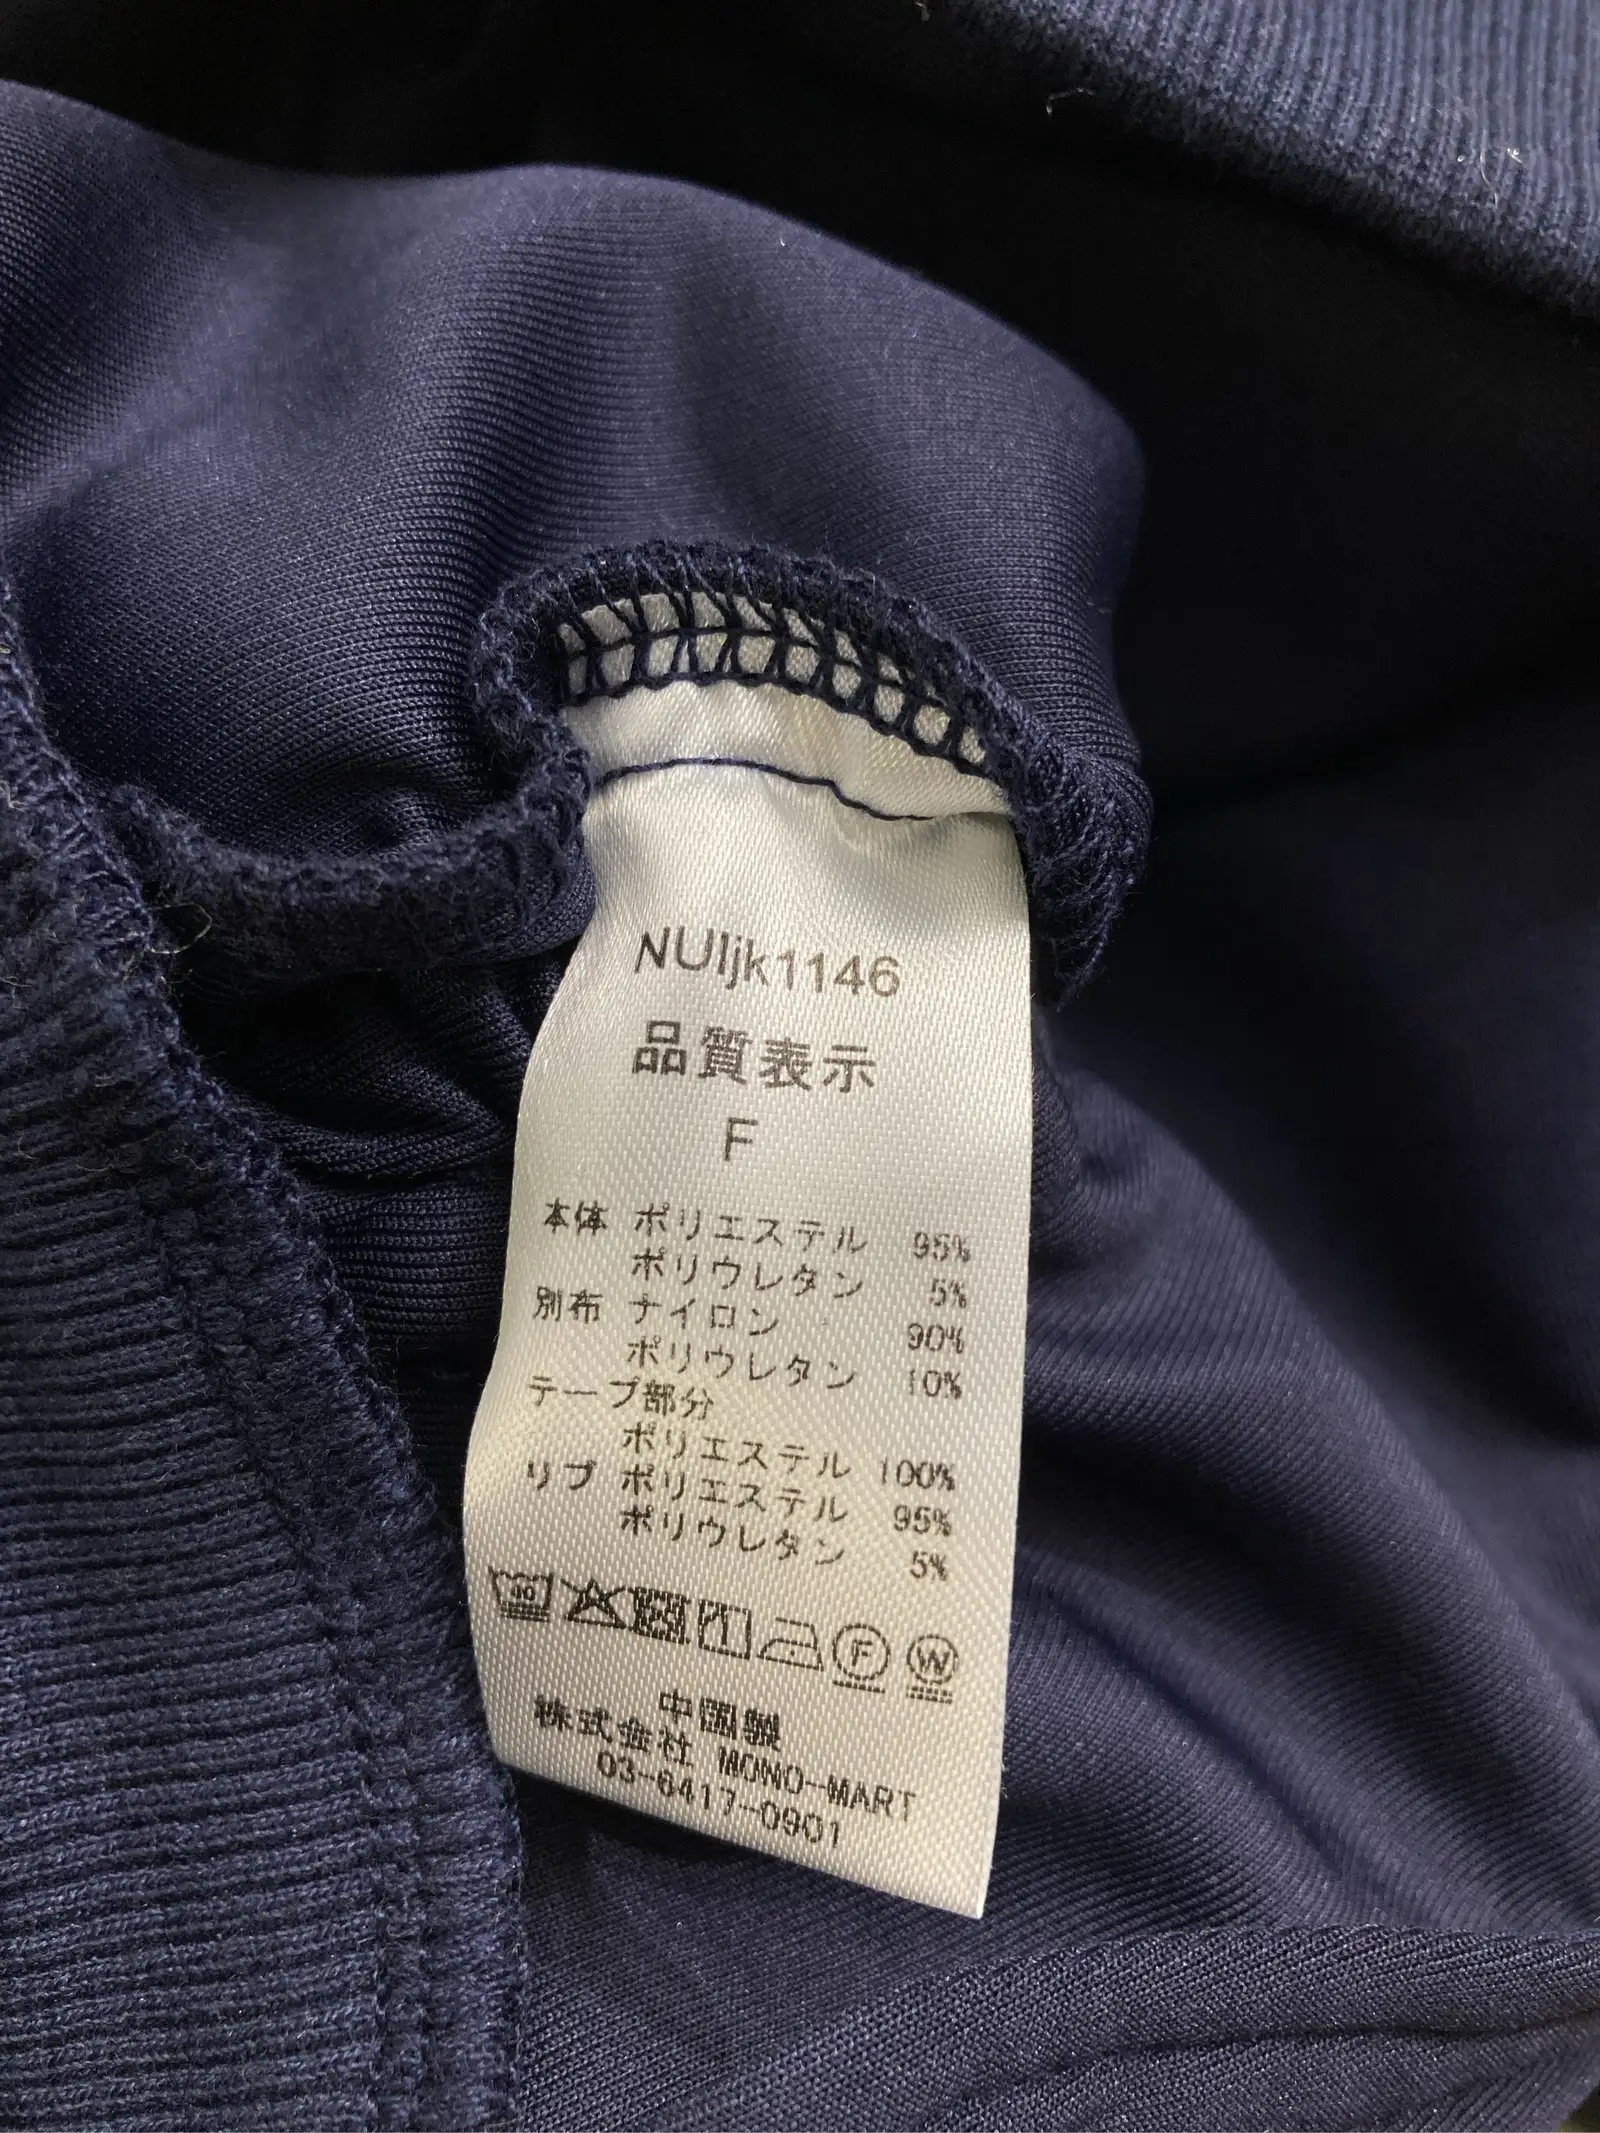 NUIjk1146
品質表示
F
本体 ポリエステル 95%
ポリウレタン 5%
別布 ナイロン 90%
ポリウレタン 10%
テープ部分
ポリエステル 100%
リブ ポリエステル 95%
ポリウレタン 5%
40 F W
中国製
株式会社 MONO-MART
03-6417-0901